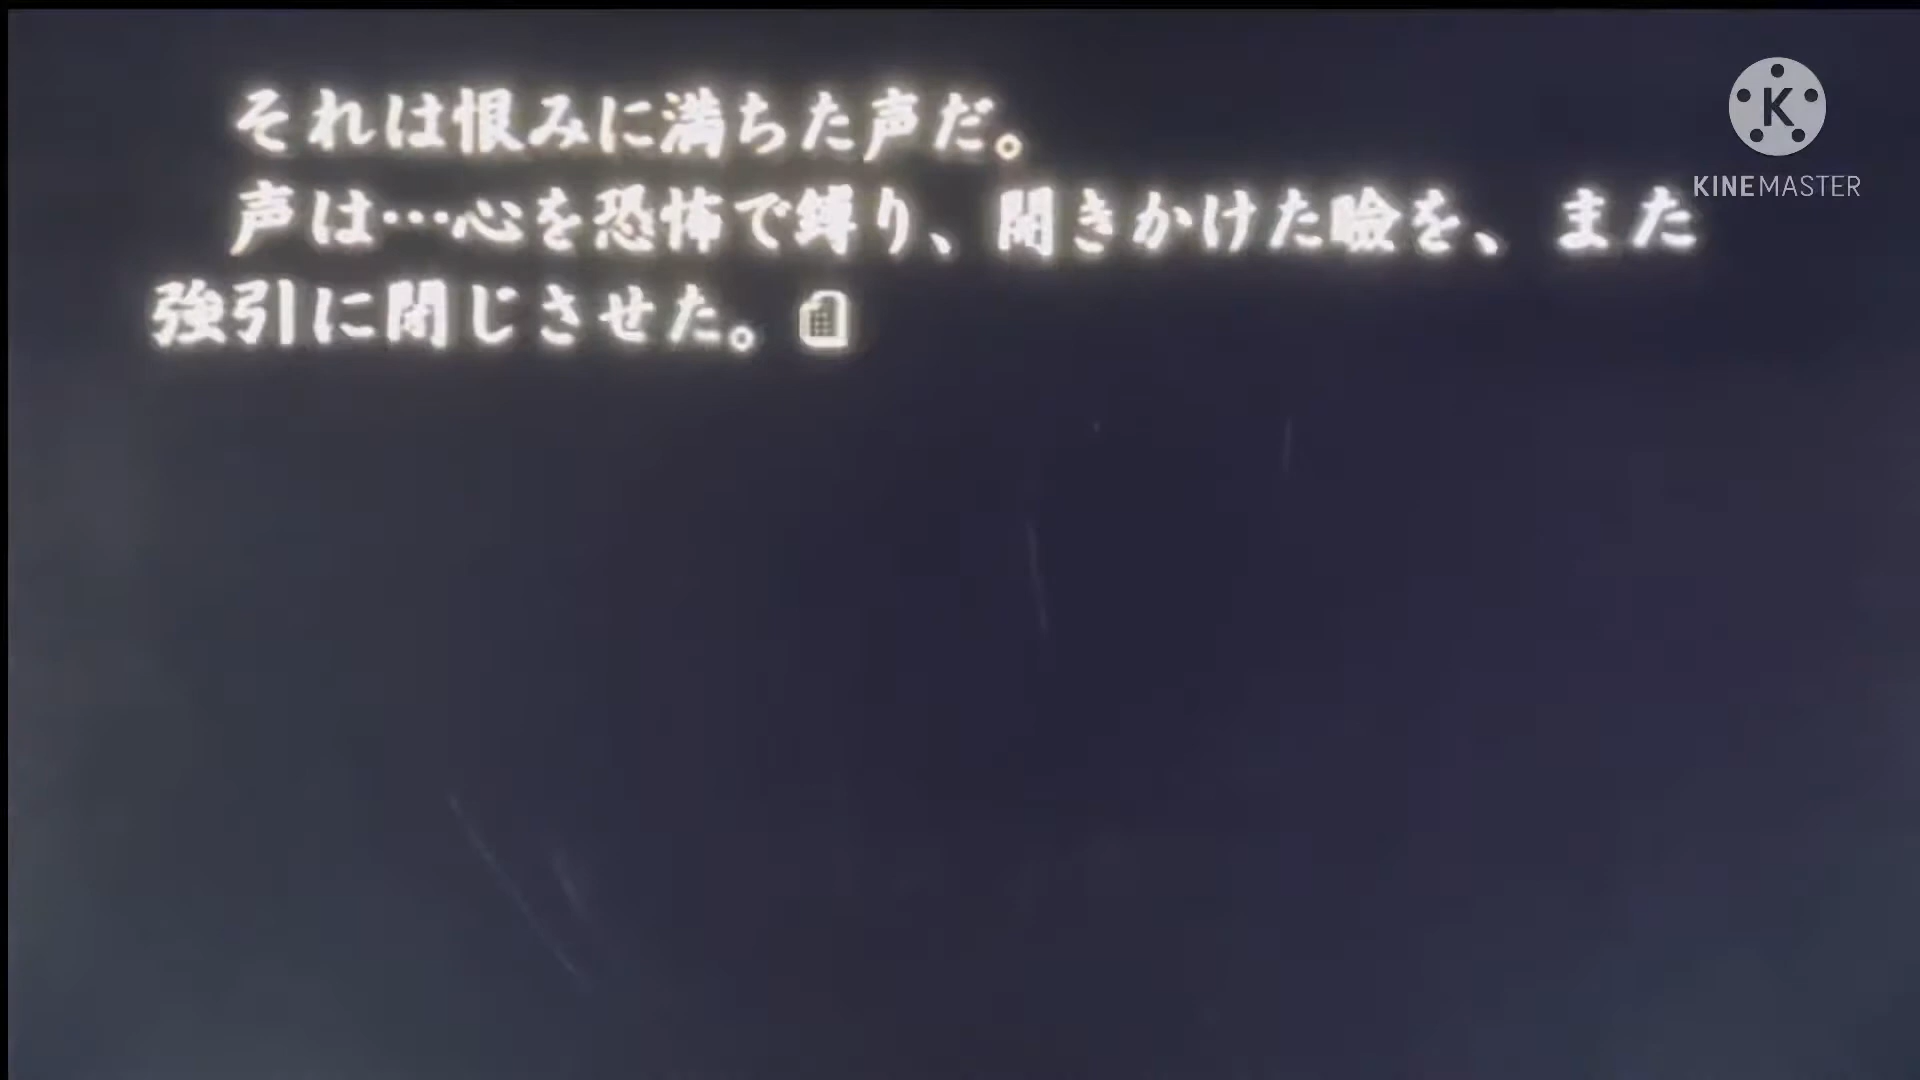 それは恨みに満ちた声だ。
声は…心を恐怖で縛り、開きかけた瞼を、また
強引に閉じさせた。
K
KINEMASTER